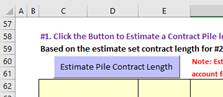 A B C D E F
57
58 #1. Click the Button to Estimate a Contract Pile l
59 Based on the estimate set contract length for #2
60 Estimate Pile Contract Length Note: Est
61 account f
62